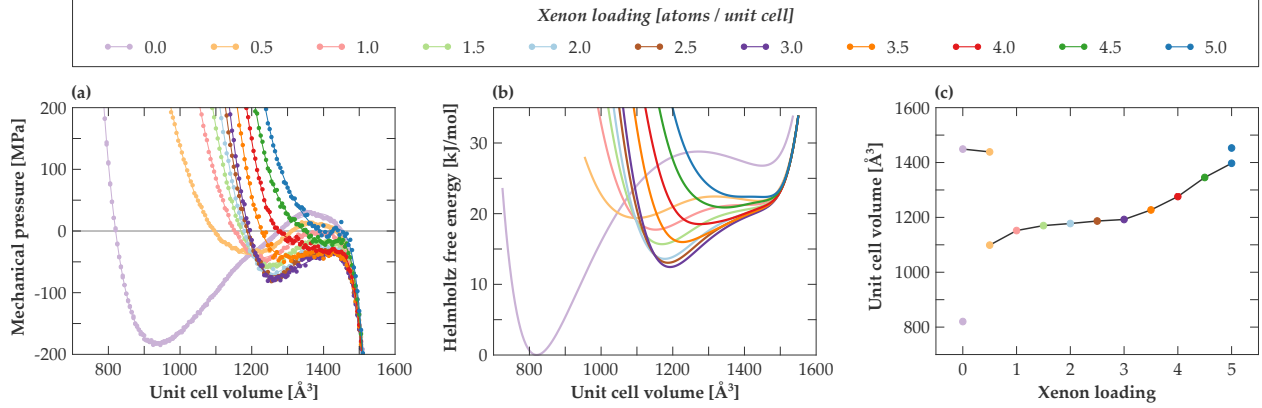 Xenon loading [atoms / unit cell]
0.0 0.5 1.0 1.5 2.0 2.5 3.0 3.5 4.0 4.5 5.0
(a)
200
100
0
-100
-200
Mechanical pressure [MPa]
800 1000 1200 1400 1600
Unit cell volume [Å³]
(b)
30
20
10
0
Helmholtz free energy [kJ/mol]
800 1000 1200 1400 1600
Unit cell volume [Å³]
(c)
1600
1400
1200
1000
800
Unit cell volume [Å³]
0 1 2 3 4 5
Xenon loading